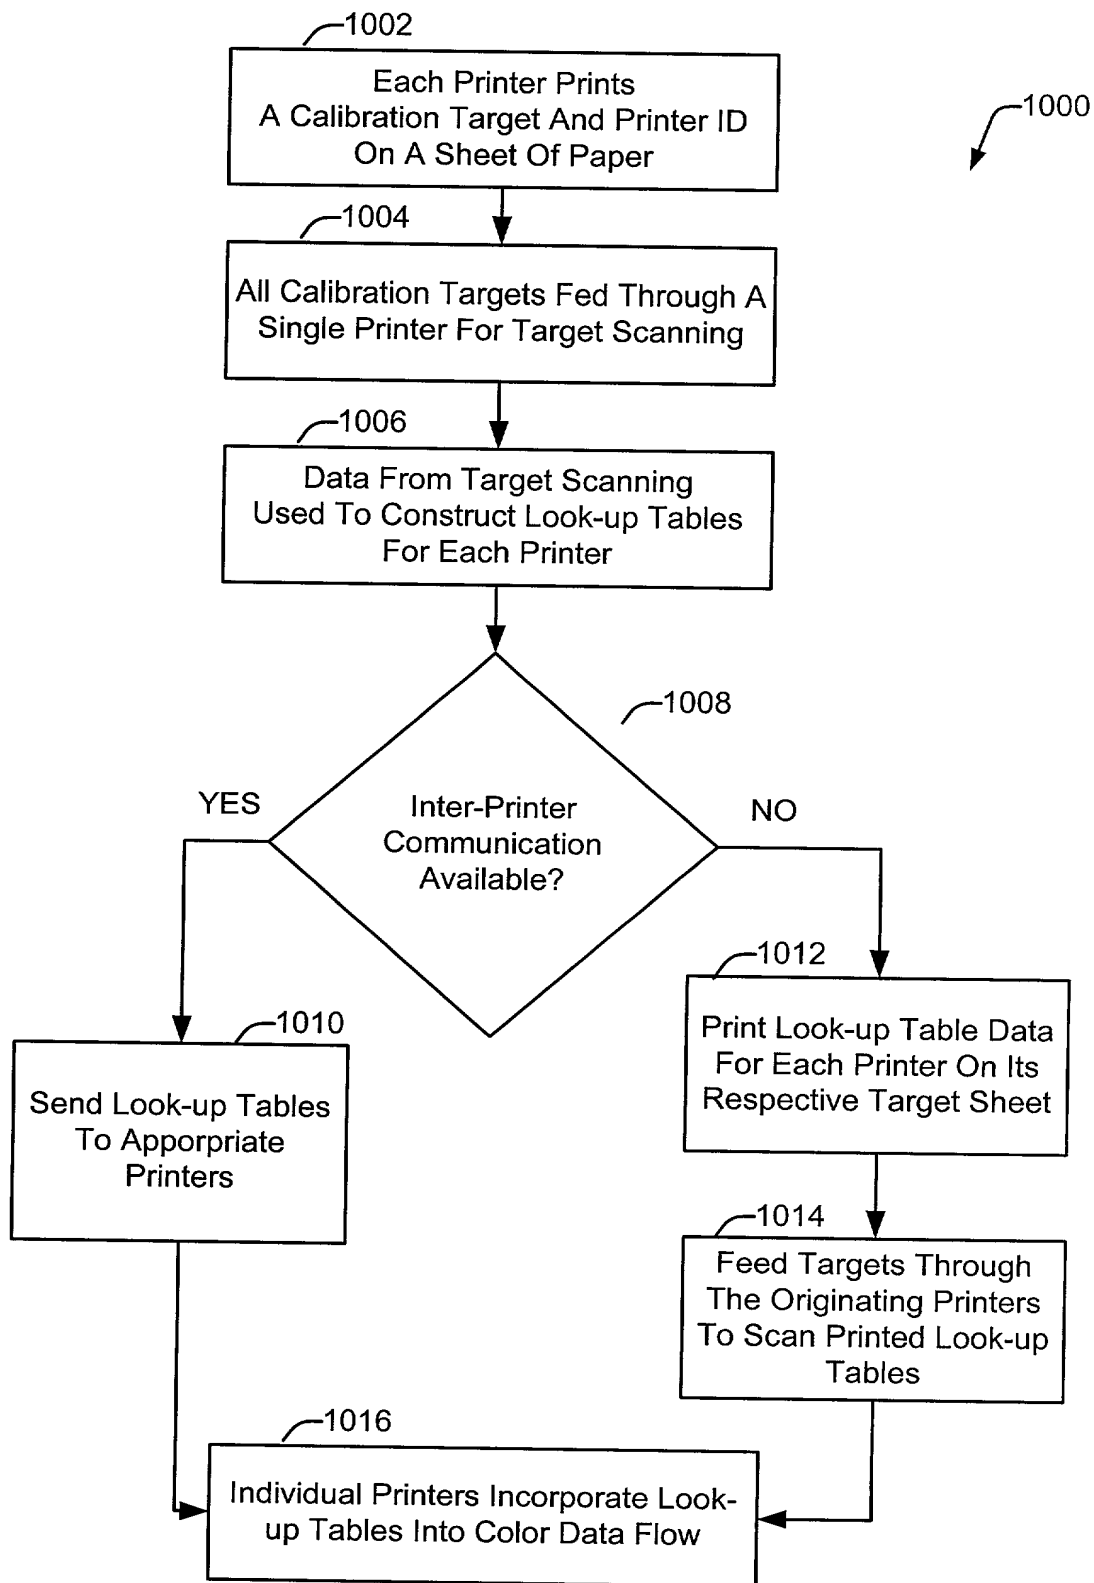 1002
Each Printer Prints
A Calibration Target And Printer ID
On A Sheet Of Paper
1000
1004
All Calibration Targets Fed Through A
Single Printer For Target Scanning
1006
Data From Target Scanning
Used To Construct Look-up Tables
For Each Printer
1008
YES
Inter-Printer
Communication
Available?
NO
1010
Send Look-up Tables
To Apporpriate
Printers
1012
Print Look-up Table Data
For Each Printer On Its
Respective Target Sheet
1014
Feed Targets Through
The Originating Printers
To Scan Printed Look-up
Tables
1016
Individual Printers Incorporate Look-
up Tables Into Color Data Flow